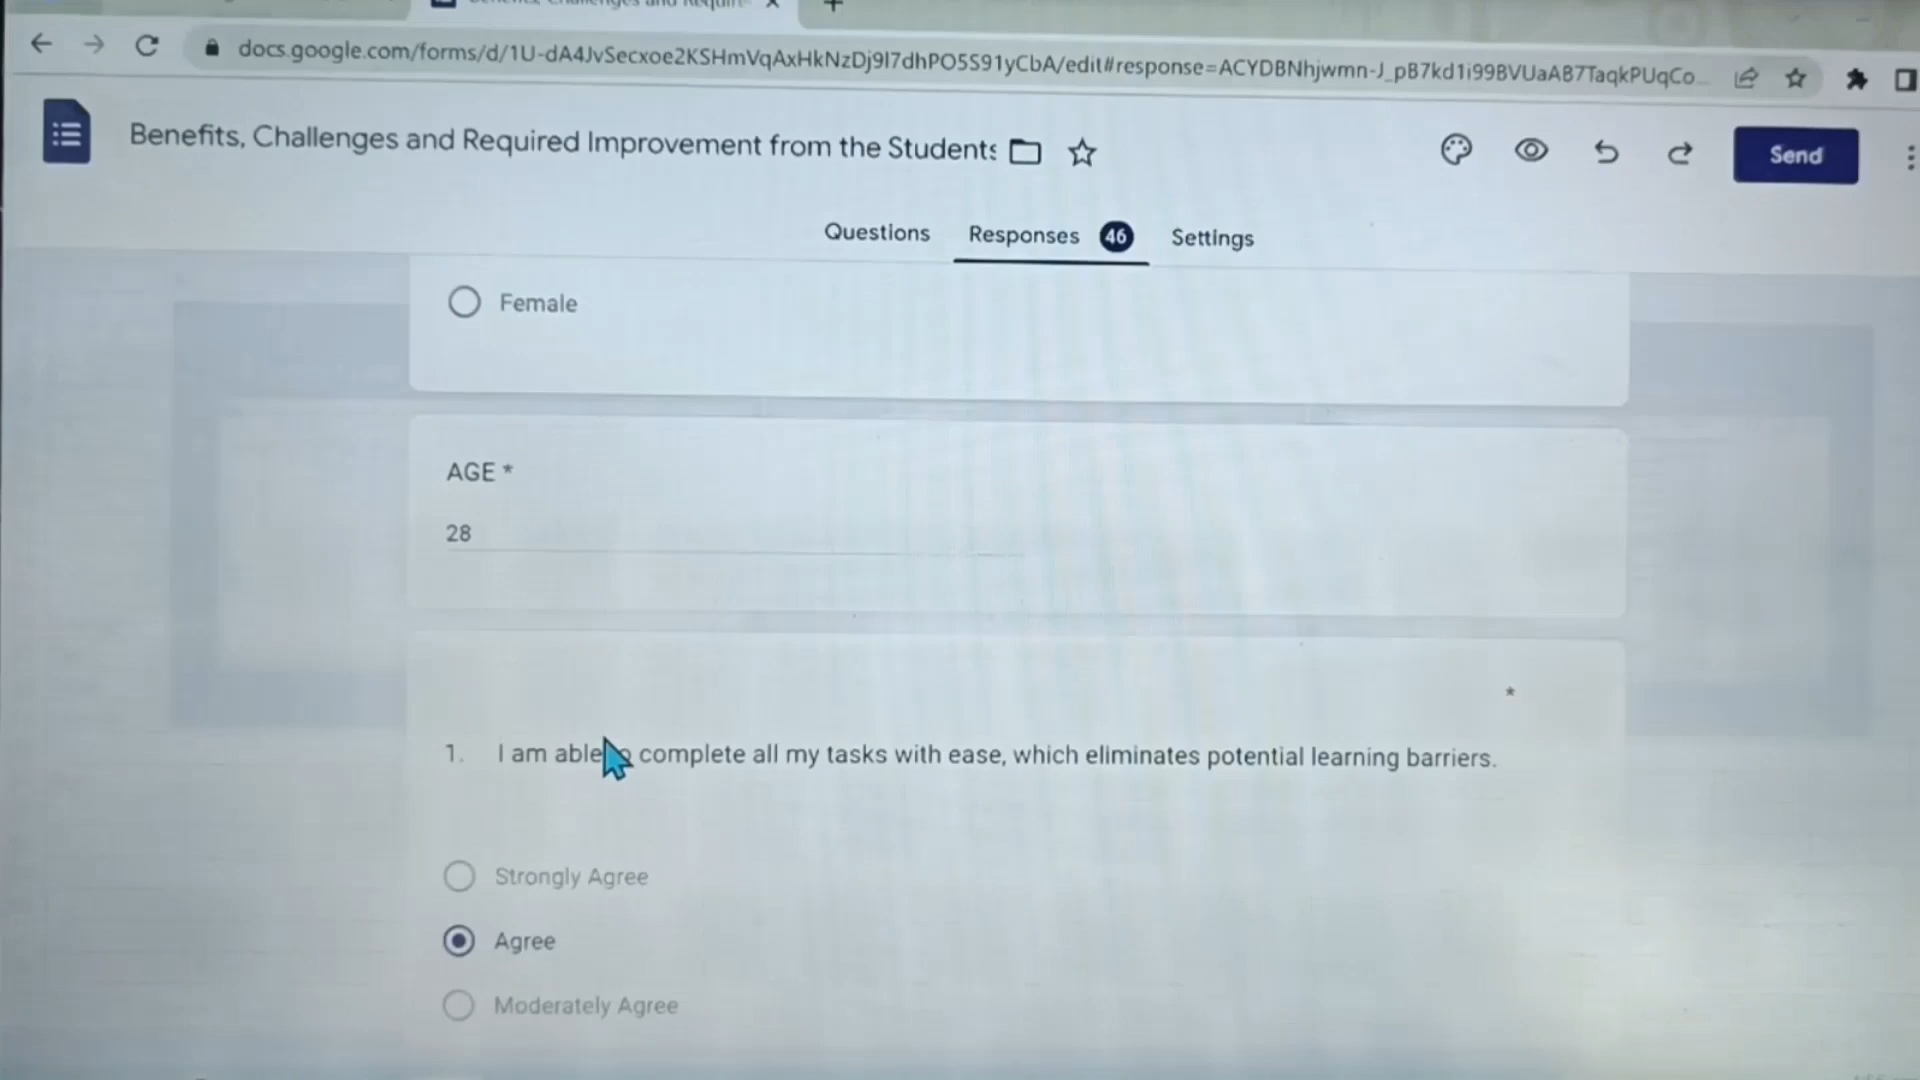 docs.google.com/forms/d/1U-dA4JvSecxoe2KSHmVqAxHkNzDj9I7dhPO5S91yCbA/edit#response=ACYDBNhjwmn-J_pB7kd1i99BVUaAB7TaqkPUqCo...
Benefits, Challenges and Required Improvement from the Students
Send
Questions Responses 46 Settings
Female
AGE *
28
*
1. I am able complete all my tasks with ease, which eliminates potential learning barriers.
Strongly Agree
Agree
Moderately Agree